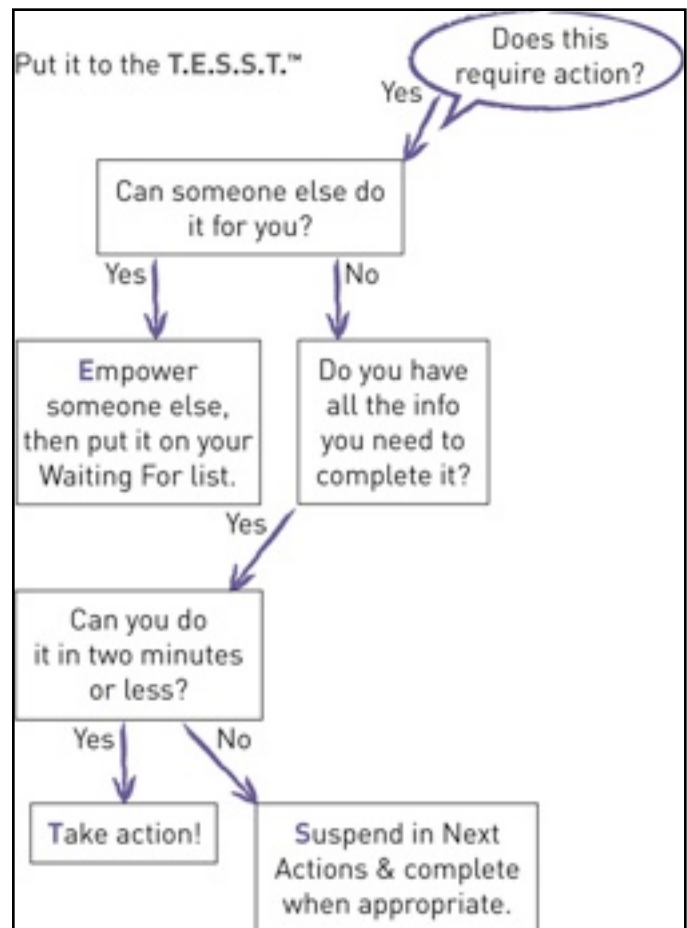 Put it to the T.E.S.S.T.™
Does this
require action?
Yes
Can someone else do
it for you?
Yes
No
Empower
someone else,
then put it on your
Waiting For list.
Do you have
all the info
you need to
complete it?
Yes
Can you do
it in two minutes
or less?
Yes
No
Take action!
Suspend in Next
Actions & complete
when appropriate.